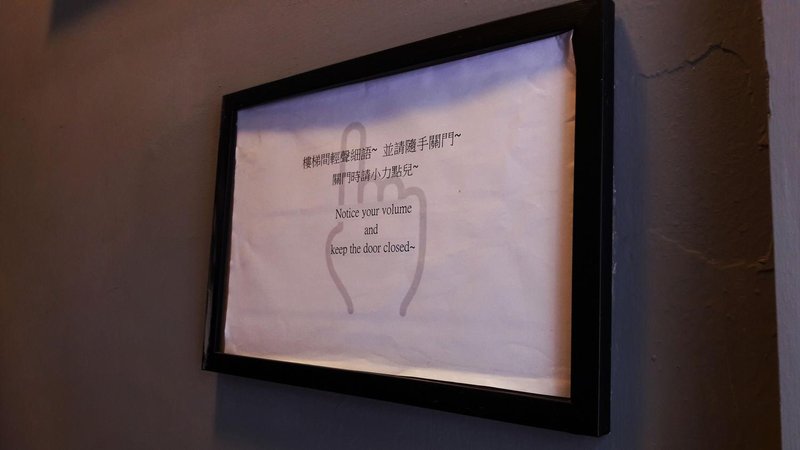 樓梯間輕聲細語~ 並請隨手關門~
關門時請小力點兒~
Notice your volume
and
keep the door closed~